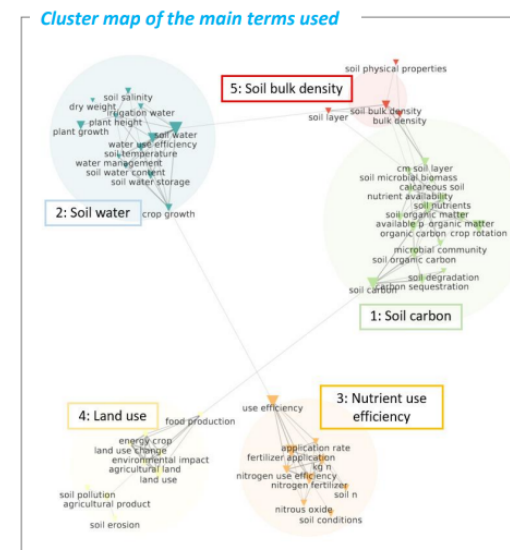 Cluster map of the main terms used
soil physical properties
5: Soil bulk density
soil bulk density
bulk density
soil layer
soil salinity
dry weight
irrigation water
plant height
plant growth
soil water
water use efficiency
soil temperature
water management
soil water content
soil water storage
crop growth
2: Soil water
cm soil layer
soil microbial biomass
calcareous soil
nutrient availability
soil nutrients
soil organic matter
available p
organic matter
organic carbon
crop rotation
microbial community
soil organic carbon
soil degradation
carbon sequestration
soil carbon
1: Soil carbon
4: Land use
food production
energy crop
land use change
environmental impact
agricultural land
land use
soil pollution
agricultural product
soil erosion
3: Nutrient use
efficiency
use efficiency
application rate
fertilizer application
kg n
nitrogen use efficiency
nitrogen fertilizer
soil n
nitrous oxide
soil conditions